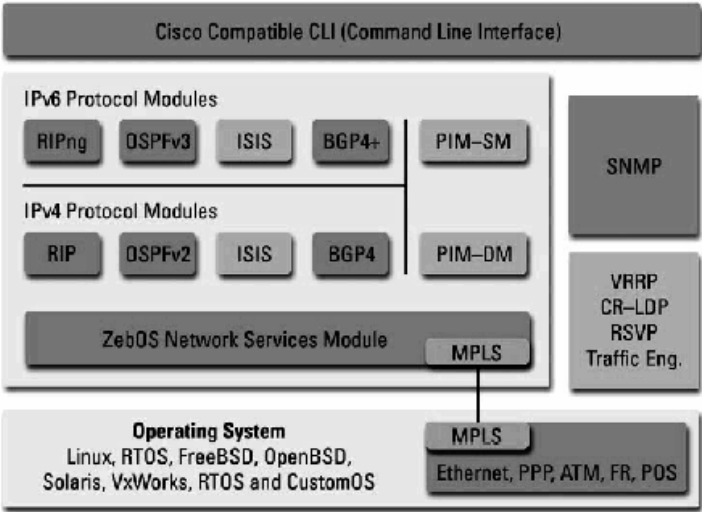 Cisco Compatible CLI (Command Line Interface)
IPv6 Protocol Modules
RIPng
OSPFv3
ISIS
BGP4+
PIM–SM
IPv4 Protocol Modules
RIP
OSPFv2
ISIS
BGP4
PIM–DM
ZebOS Network Services Module
MPLS
SNMP
VRRP
CR–LDP
RSVP
Traffic Eng.
Operating System
Linux, RTOS, FreeBSD, OpenBSD,
Solaris, VxWorks, RTOS and CustomOS
MPLS
Ethernet, PPP, ATM, FR, POS